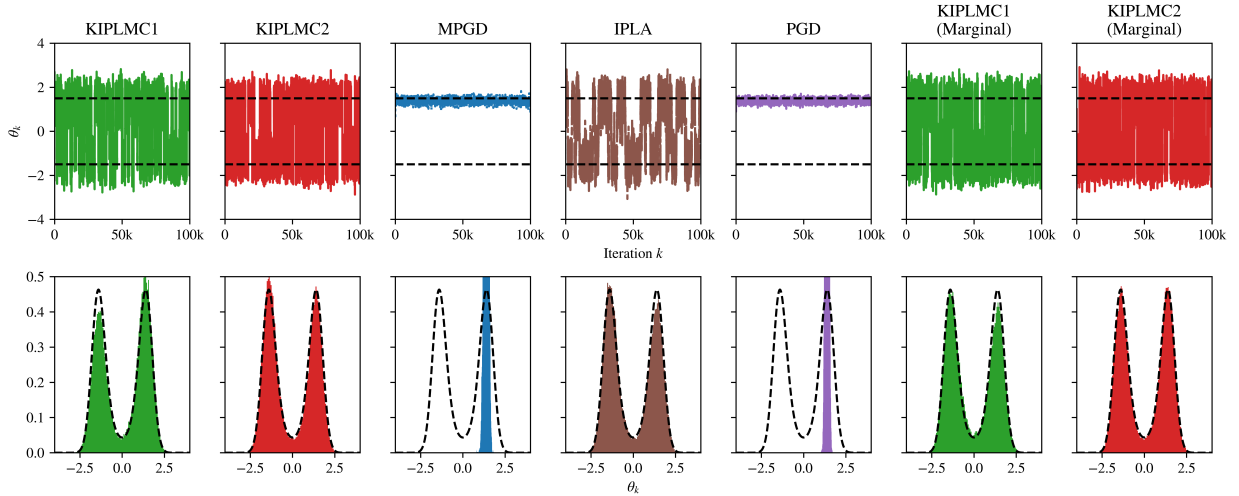 KIPLMC1 KIPLMC2 MPGD IPLA PGD KIPLMC1 (Marginal) KIPLMC2 (Marginal)
4
2
0
−2
−4
θk
0 50k 100k 0 50k 100k 0 50k 100k 0 50k 100k 0 50k 100k 0 50k 100k 0 50k 100k
Iteration k
0.5
0.4
0.3
0.2
0.1
0.0
−2.5 0.0 2.5 −2.5 0.0 2.5 −2.5 0.0 2.5 −2.5 0.0 2.5 −2.5 0.0 2.5 −2.5 0.0 2.5 −2.5 0.0 2.5
θk